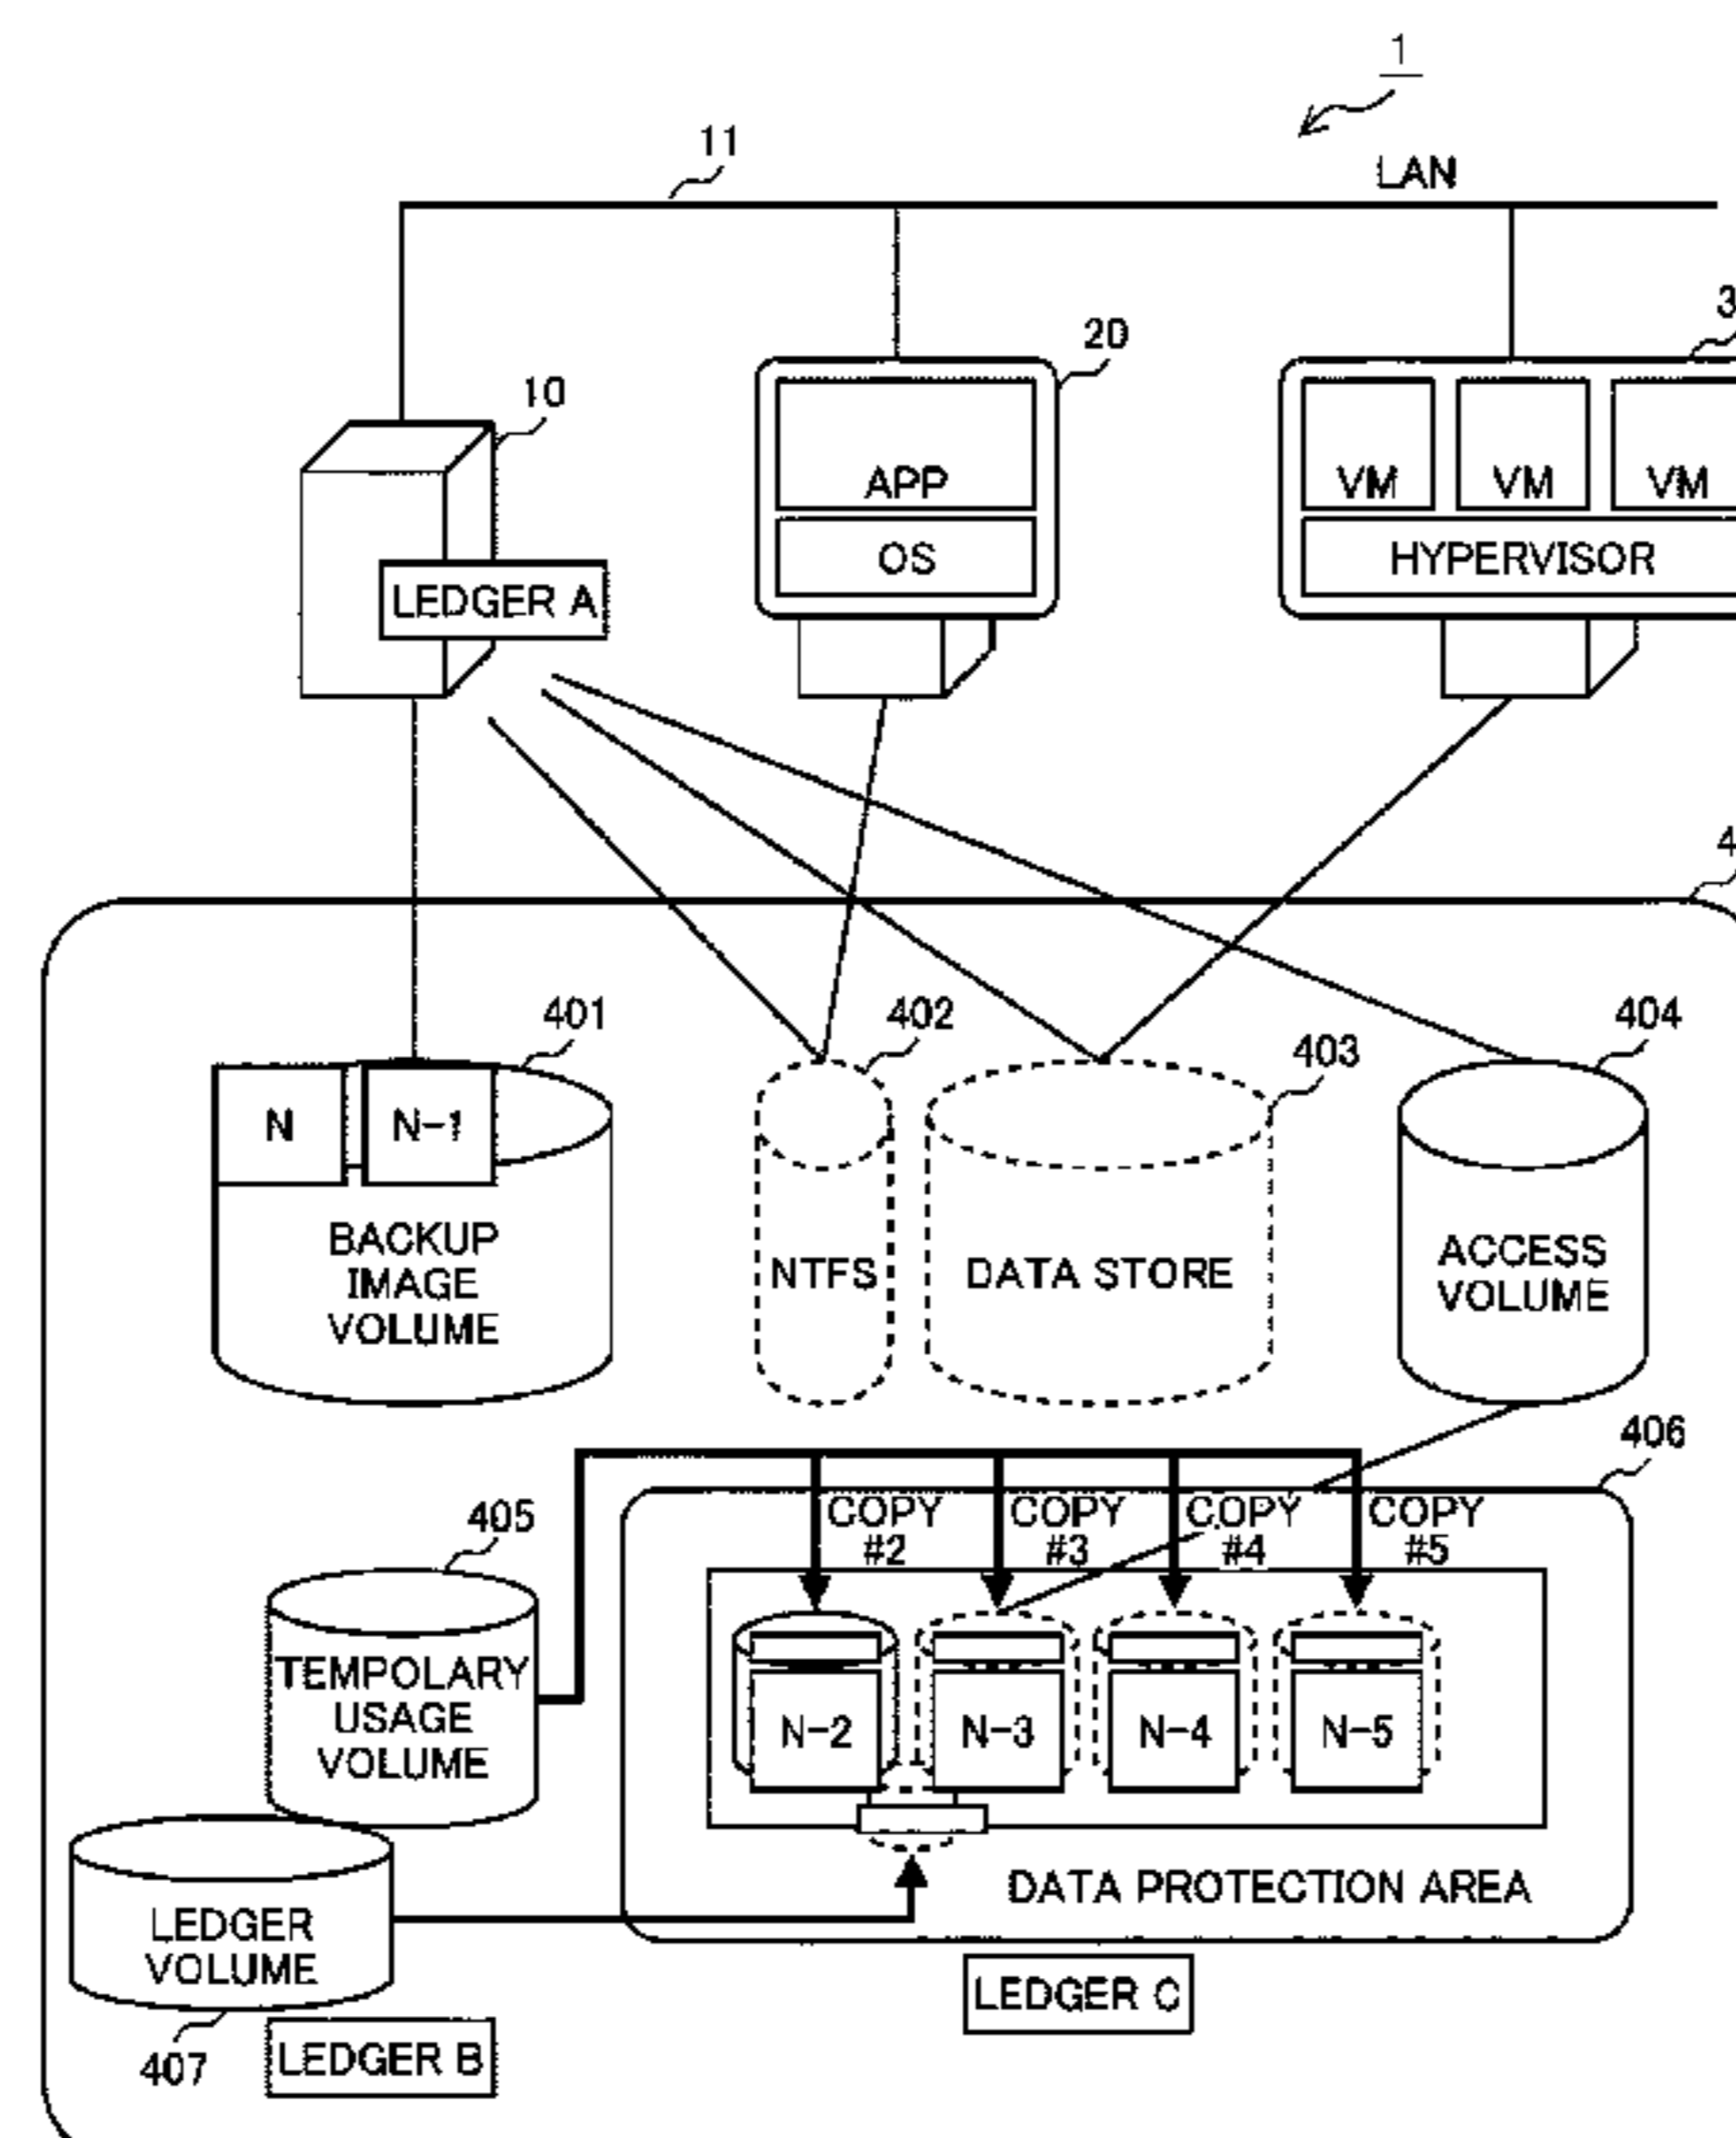 1
11
LAN
3
20
10
APP
VM
VM
VM
OS
HYPERVISOR
LEDGER A
4
401
402
403
404
N
N-1
BACKUP
IMAGE
VOLUME
NTFS
DATA STORE
ACCESS
VOLUME
406
405
COPY
#2
COPY
#3
COPY
#4
COPY
#5
TEMPOLARY
USAGE
VOLUME
N-2
N-3
N-4
N-5
DATA PROTECTION AREA
LEDGER
VOLUME
LEDGER C
407
LEDGER B